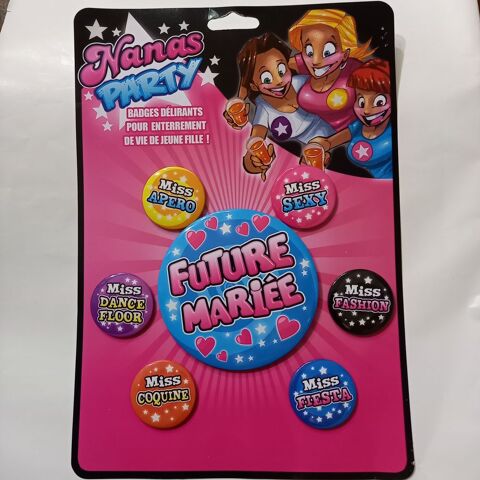 Nanas
PARTY
BADGES DÉLIRANTS
POUR ENTERREMENT
DE VIE DE JEUNE FILLE !
Miss
APERO
Miss
SEXY
FUTURE
MARIÉE
Miss
DANCE
FLOOR
Miss
FASHION
Miss
COQUINE
Miss
FIESTA